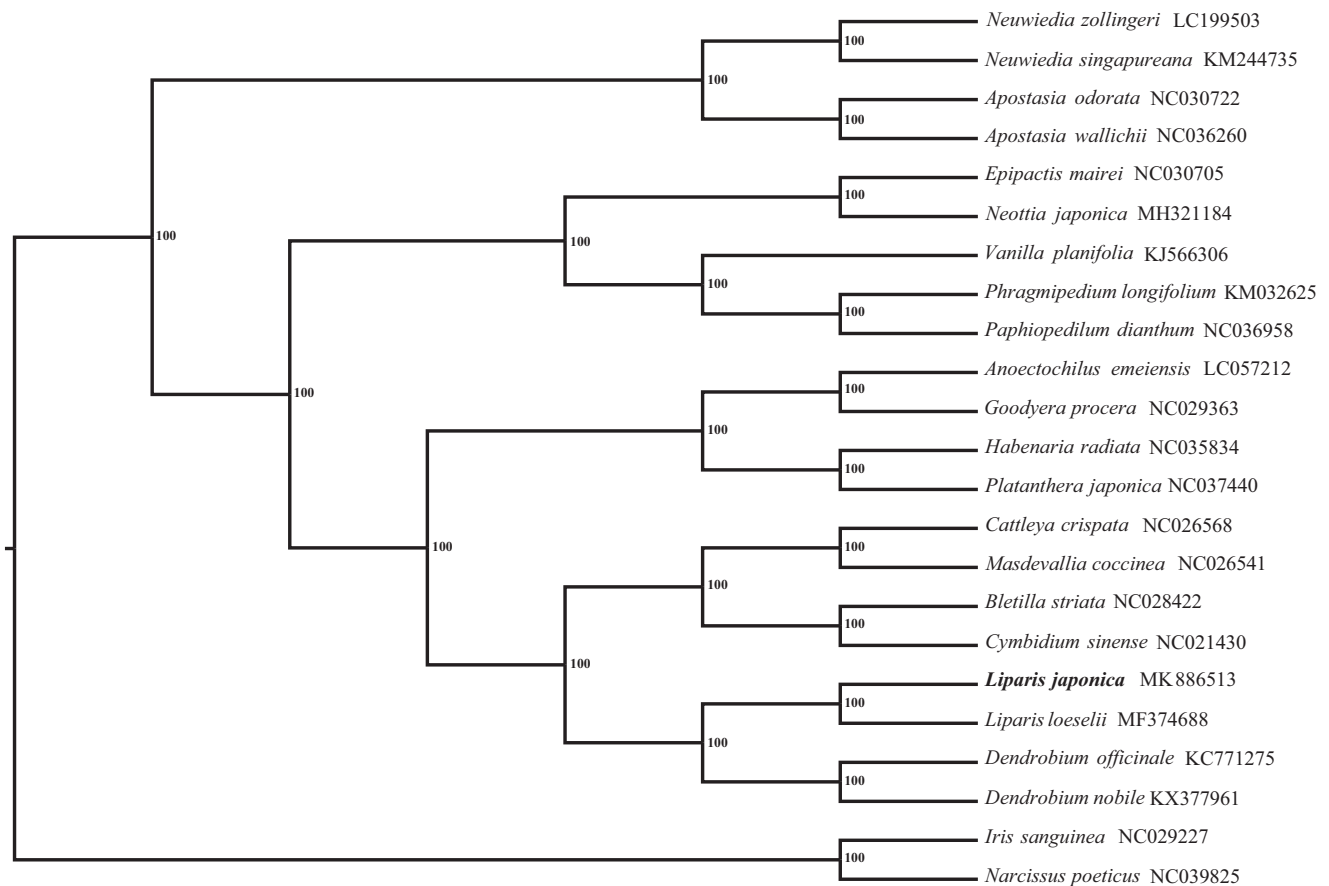 Neuwiedia zollingeri LC199503
100
Neuwiedia singapureana KM244735
100
Apostasia odorata NC030722
100
Apostasia wallichii NC036260
Epipactis mairei NC030705
100
Neottia japonica MH321184
100
100
Vanilla planifolia KJ566306
100
Phragmipedium longifolium KM032625
100
Paphiopedilum dianthum NC036958
Anoectochilus emeiensis LC057212
100
100
Goodyera procera NC029363
100
Habenaria radiata NC035834
100
Platanthera japonica NC037440
Cattleya crispata NC026568
100
100
Masdevallia coccinea NC026541
100
Bletilla striata NC028422
100
Cymbidium sinense NC021430
100
Liparis japonica MK886513
100
Liparis loeselii MF374688
100
Dendrobium officinale KC771275
100
Dendrobium nobile KX377961
Iris sanguinea NC029227
100
Narcissus poeticus NC039825